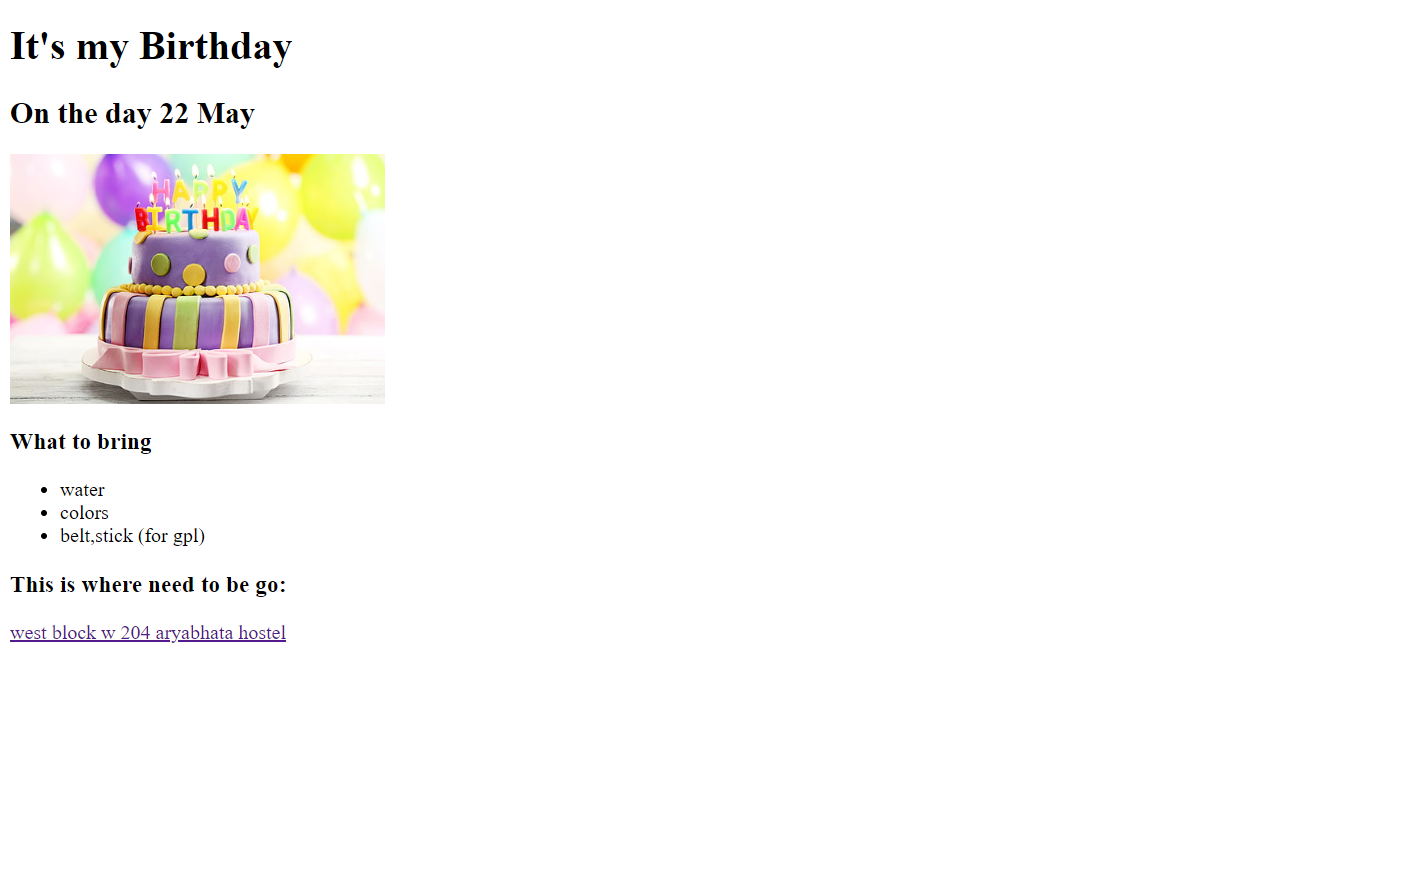 It's my Birthday
On the day 22 May
HAPPY
BIRTHDAY
What to bring
water
colors
belt,stick (for gpl)
This is where need to be go:
west block w 204 aryabhata hostel